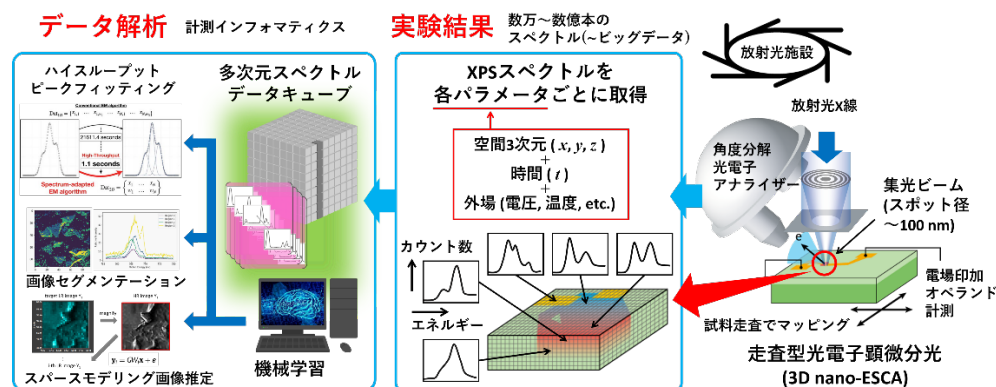 データ解析 計測インフォマティクス
ハイスループット
ピークフィッティング
Conventional EM algorithm
2181.4 seconds
High-Throughput
1.1 seconds
Spectrum-adapted
EM algorithm
画像セグメンテーション
magnify
スパースモデリング画像推定
多次元スペクトル
データキューブ
機械学習
実験結果 数万~数億本の
スペクトル(~ビッグデータ)
XPSスペクトルを
各パラメータごとに取得
空間3次元 (x, y, z)
+
時間 (t)
+
外場 (電圧, 温度, etc.)
カウント数
エネルギー
放射光施設
放射光X線
角度分解
光電子
アナライザー
集光ビーム
(スポット径
~100 nm)
e-
電場印加
オペランド
計測
試料走査でマッピング
走査型光電子顕微分光
(3D nano-ESCA)